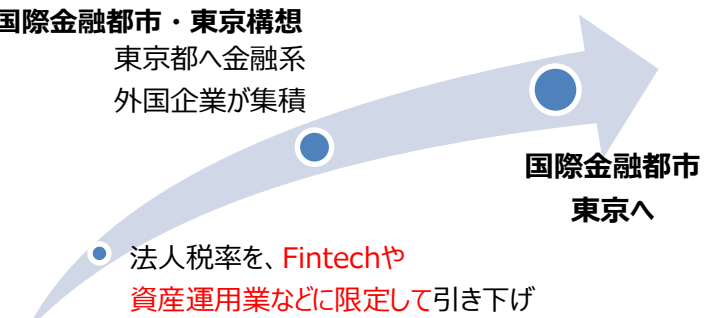 国際金融都市・東京構想
東京都へ金融系
外国企業が集積
国際金融都市
東京へ
法人税率を、Fintechや
資産運用業などに限定して引き下げ